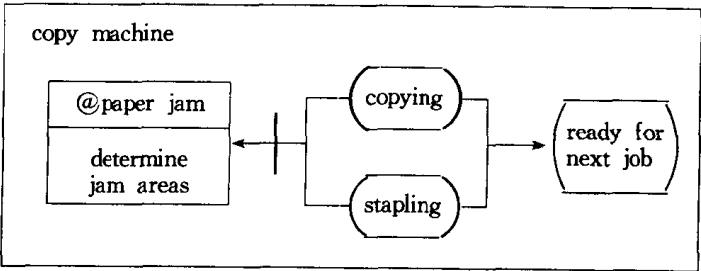 copy machine
@paper jam
determine
jam areas
copying
stapling
ready for
next job